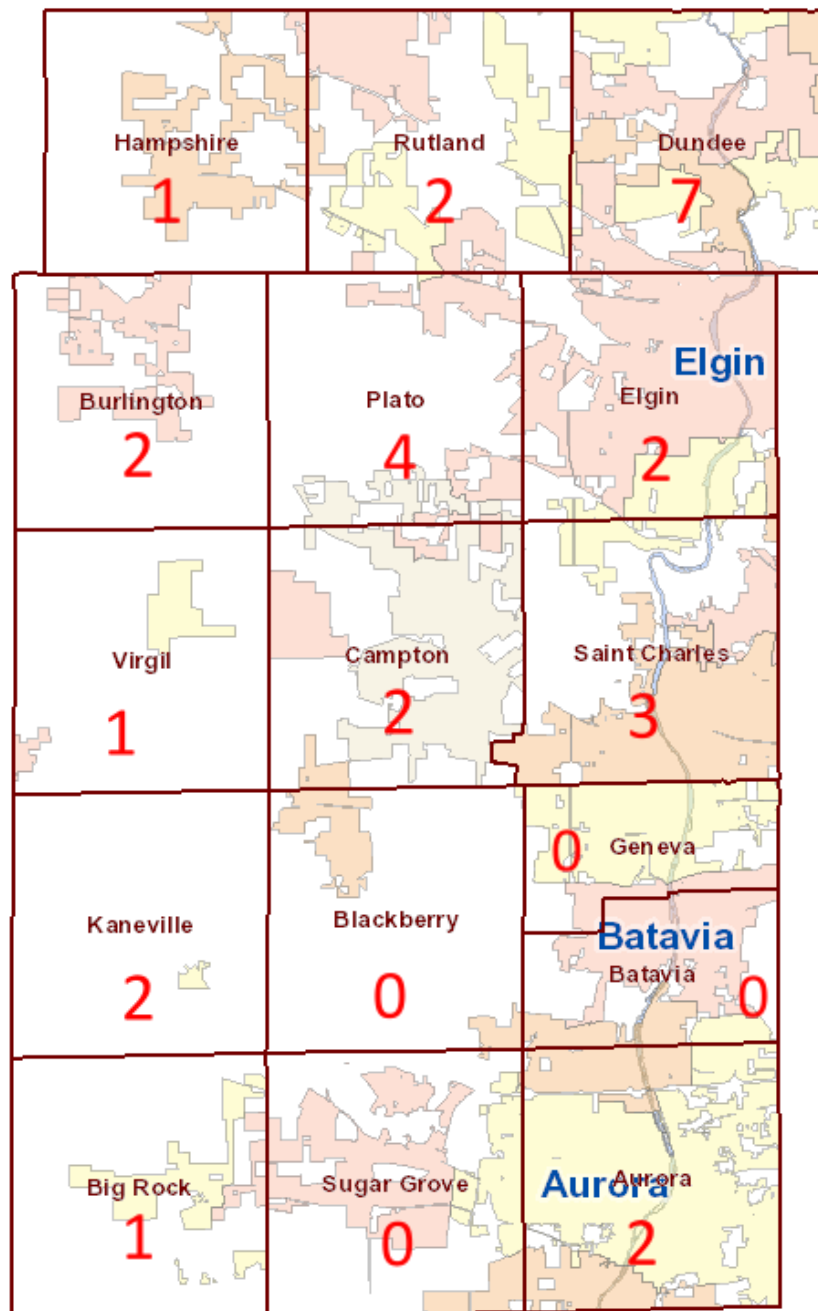 Hampshire
1
Rutland
2
Dundee
7
Burlington
2
Plato
4
Elgin
Elgin
2
Virgil
1
Campton
2
Saint Charles
3
Kaneville
2
Blackberry
0
Geneva
0
Batavia
Batavia
0
Big Rock
1
Sugar Grove
0
Aurora
Aurora
2